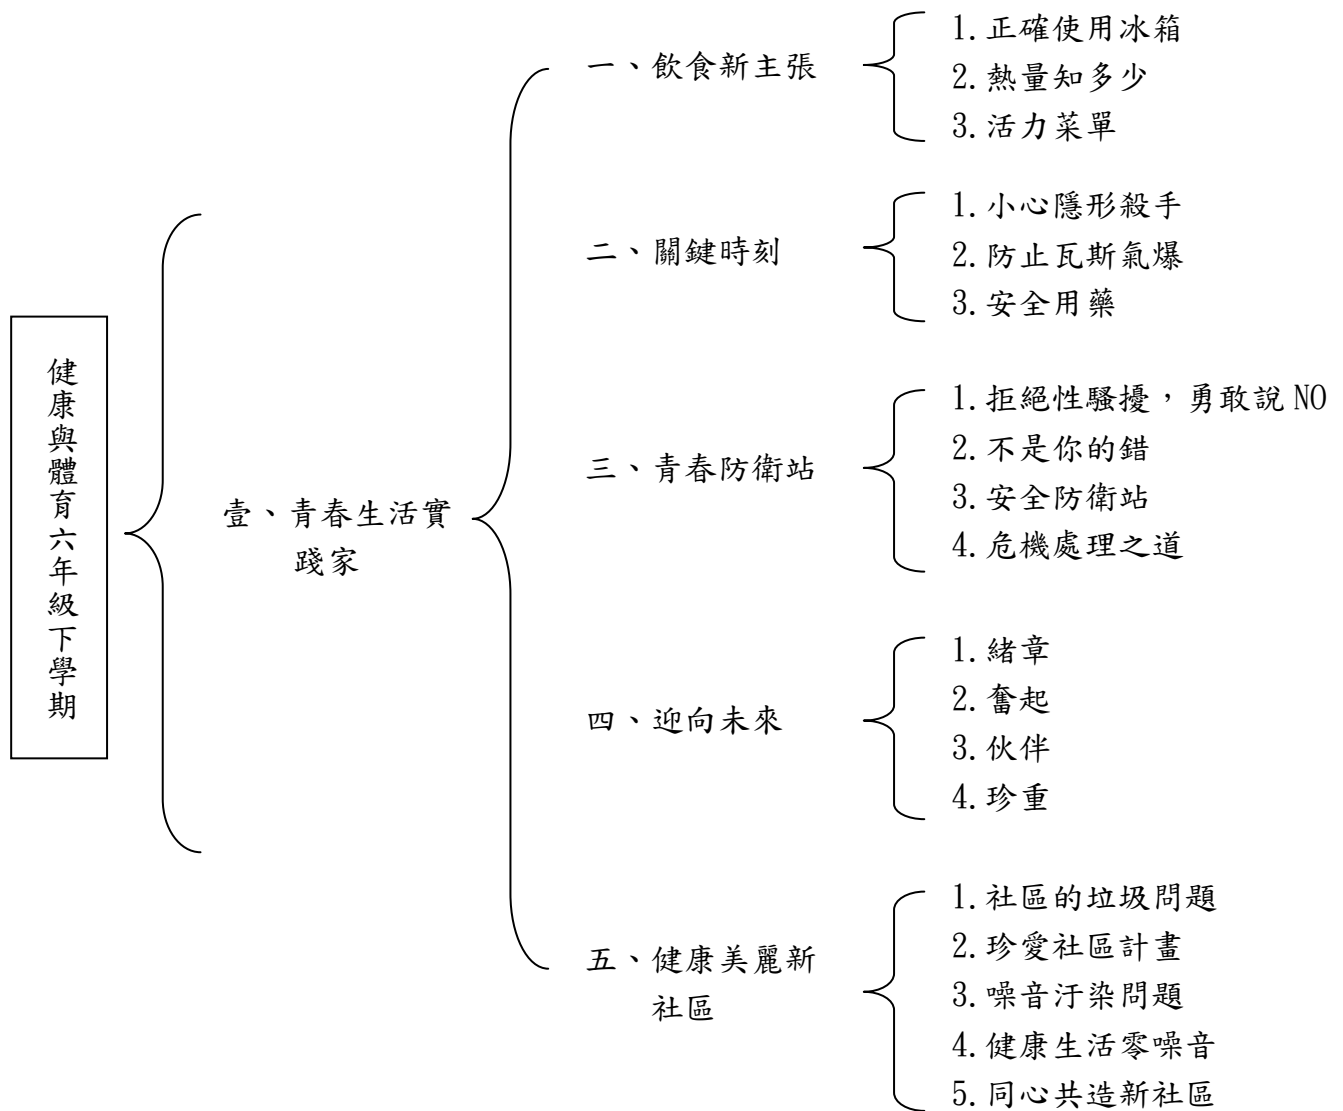 健康與體育六年級下學期
壹、青春生活實
踐家
一、飲食新主張
1.正確使用冰箱
2.熱量知多少
3.活力菜單
二、關鍵時刻
1.小心隱形殺手
2.防止瓦斯氣爆
3.安全用藥
三、青春防衛站
1.拒絕性騷擾，勇敢說 NO
2.不是你的錯
3.安全防衛站
4.危機處理之道
四、迎向未來
1.緒章
2.奮起
3.伙伴
4.珍重
五、健康美麗新
社區
1.社區的垃圾問題
2.珍愛社區計畫
3.噪音汙染問題
4.健康生活零噪音
5.同心共造新社區